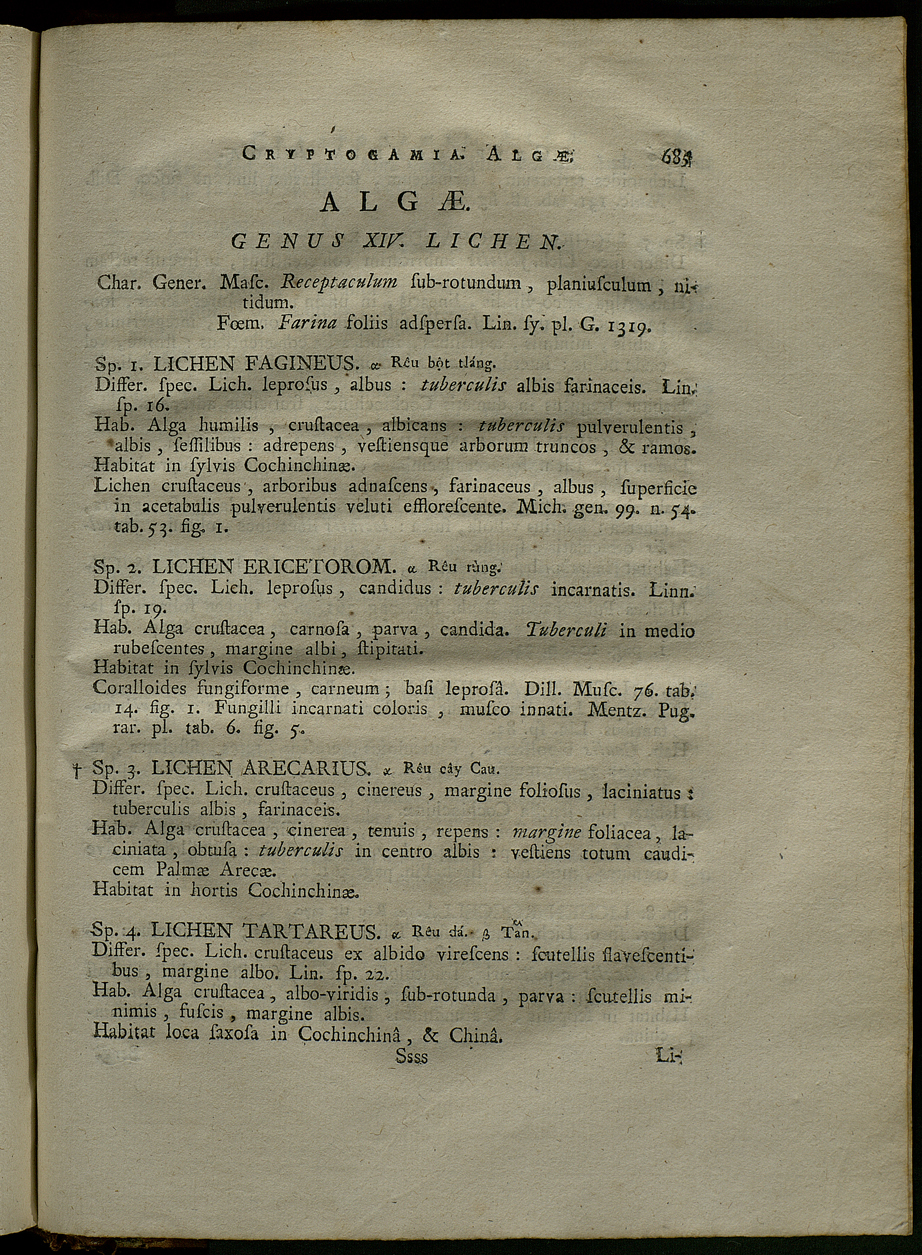 CRYPTOGAMIA. ALGÆ.
ALGÆ.
GENUS XIV. LICHEN.
Char. Gener. Maſc. Receptaculum ſub-rotundum, planiuſculum, ni-
tidum.
Fœm. Farina foliis adſperſa. Lin. ſy. pl. G. 1319.
Sp. 1. LICHEN FAGINEUS. α Rêu bột tláng.
Differ. ſpec. Lich. leproſus, albus: tuberculis albis farinaceis. Lin.
ſp. 16.
Hab. Alga humilis, cruſtacea, albicans: tuberculis pulverulentis,
albis, ſeſſilibus: adrepens, veſtiensque arborum truncos, & ramos.
Habitat in ſylvis Cochinchinæ.
Lichen cruſtaceus, arboribus adnaſcens, farinaceus, albus, ſuperficie
in acetabulis pulverulentis veluti effloreſcente. Mich. gen. 99. n. 54.
tab. 53. fig. 1.
Sp. 2. LICHEN ERICETOROM. α Rêu rừng.
Differ. ſpec. Lich. leproſus, candidus: tuberculis incarnatis. Linn.
ſp. 19.
Hab. Alga cruſtacea, carnoſa, parva, candida. Tuberculi in medio
rubeſcentes, margine albi, ſtipitati.
Habitat in ſylvis Cochinchinæ.
Coralloides fungiforme, carneum; baſi leproſâ. Dill. Muſc. 76. tab.
14. fig. 1. Fungilli incarnati coloris, muſco innati. Mentz. Pug.
rar. pl. tab. 6. fig. 5.
† Sp. 3. LICHEN ARECARIUS. α Rêu cây Cau.
Differ. ſpec. Lich. cruſtaceus, cinereus, margine folioſus, laciniatus:
tuberculis albis, farinaceis.
Hab. Alga cruſtacea, cinerea, tenuis, repens: margine foliacea, la-
ciniata, obtuſa: tuberculis in centro albis: veſtiens totum caudi-
cem Palmæ Arecæ.
Habitat in hortis Cochinchinæ.
Sp. 4. LICHEN TARTAREUS. α Rêu đá. β
Differ. ſpec. Lich. cruſtaceus ex albido vireſcens: ſcutellis flaveſcenti-
bus, margine albo. Lin. ſp. 22.
Hab. Alga cruſtacea, albo-viridis, ſub-rotunda, parva: ſcutellis mi-
nimis, fuſcis, margine albis.
Habitat loca ſaxoſa in Cochinchinâ, & Chinâ.
Ssss Li-